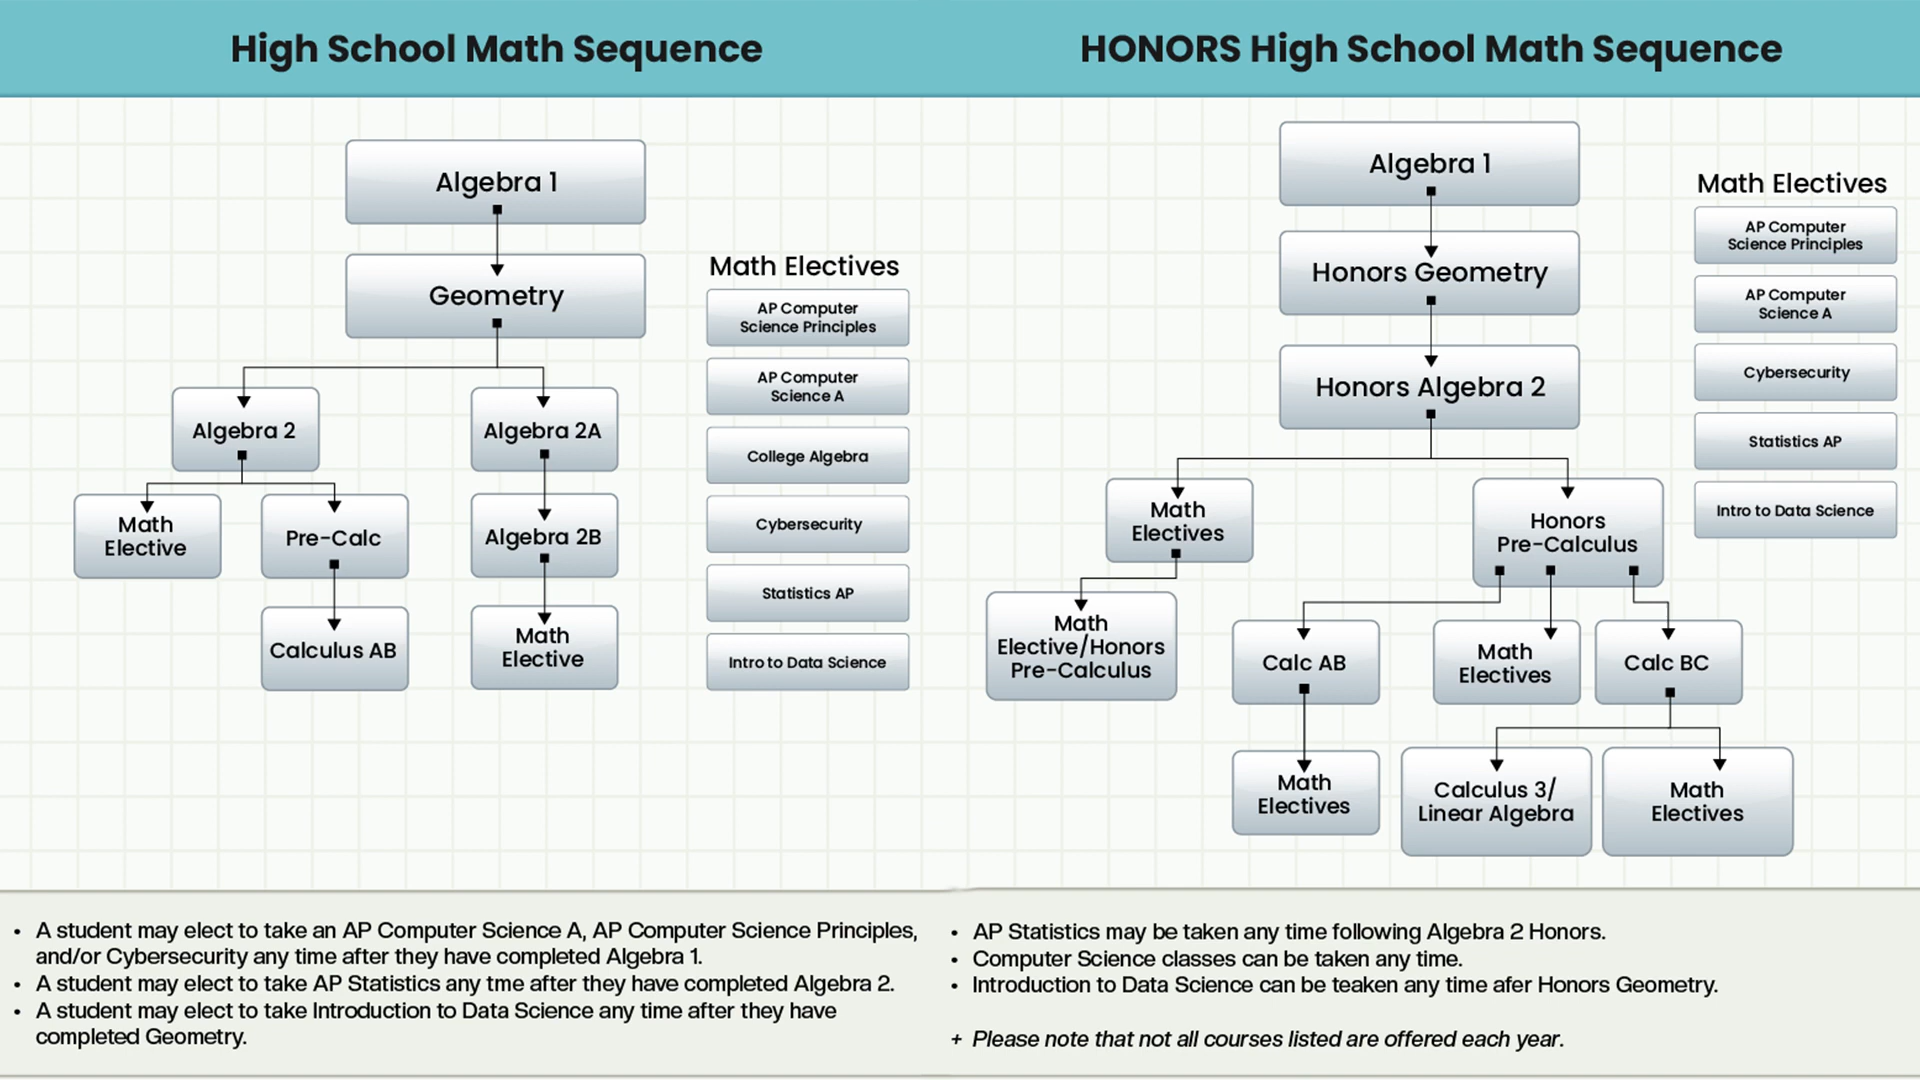 High School Math Sequence
Algebra 1
Geometry
Algebra 2
Algebra 2A
Math
Elective
Pre-Calc
Algebra 2B
Calculus AB
Math
Elective
Math Electives
AP Computer
Science Principles
AP Computer
Science A
College Algebra
Cybersecurity
Statistics AP
Intro to Data Science
• A student may elect to take an AP Computer Science A, AP Computer Science Principles,
and/or Cybersecurity any time after they have completed Algebra 1.
• A student may elect to take AP Statistics any tme after they have completed Algebra 2.
• A student may elect to take Introduction to Data Science any time after they have
completed Geometry.
HONORS High School Math Sequence
Algebra 1
Honors Geometry
Honors Algebra 2
Math
Electives
Honors
Pre-Calculus
Math
Elective/Honors
Pre-Calculus
Calc AB
Math
Electives
Calc BC
Math
Electives
Calculus 3/
Linear Algebra
Math
Electives
Math Electives
AP Computer
Science Principles
AP Computer
Science A
Cybersecurity
Statistics AP
Intro to Data Science
• AP Statistics may be taken any time following Algebra 2 Honors.
• Computer Science classes can be taken any time.
• Introduction to Data Science can be teaken any time afer Honors Geometry.
+ Please note that not all courses listed are offered each year.